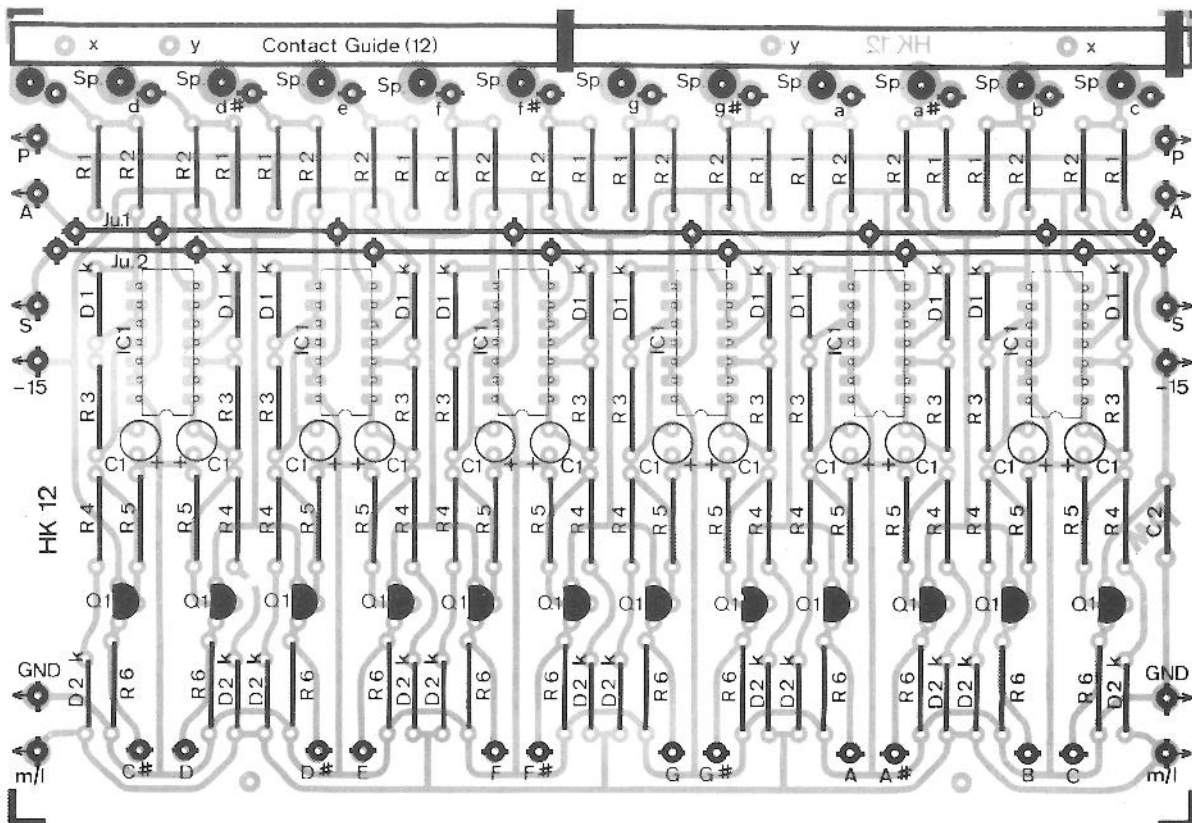 x y Contact Guide (12) y HK 12 x
Sp. Sp. Sp. Sp. Sp. Sp. Sp. Sp. Sp. Sp. Sp.
d d# e f f# g g# a a# b c
P R1 R2 R2 R1 R1 R2 R2 R1 R1 R2 R2 R1 R1 R2 R2 R1 R1 R2 R2 R1 R1 R2 R2 R1 P
A A
Ju.1
Ju.2
k k k k k k k k k k k k
D1 D1 D1 D1 D1 D1 D1 D1 D1 D1 D1 D1
S S
IC1 IC1 IC1 IC1 IC1 IC1
-15 -15
R3 R3 R3 R3 R3 R3 R3 R3 R3 R3 R3 R3
C1 + + C1 C1 + + C1 C1 + + C1 C1 + + C1 C1 + + C1 C1 + + C1
HK 12 R4 R5 R5 R4 R4 R5 R5 R4 R4 R5 R5 R4 R4 R5 R5 R4 R4 R5 R5 R4 R4 R5 R5 R4 C2
Q1 Q1 Q1 Q1 Q1 Q1 Q1 Q1 Q1 Q1 Q1 Q1
GND k k k k k k k k k k k k GND
D2 R6 R6 D2 D2 R6 R6 D2 D2 R6 R6 D2 D2 R6 R6 D2 D2 R6 R6 D2 D2 R6 R6 D2
m/l C# D D# E F F# G G# A A# B C m/l